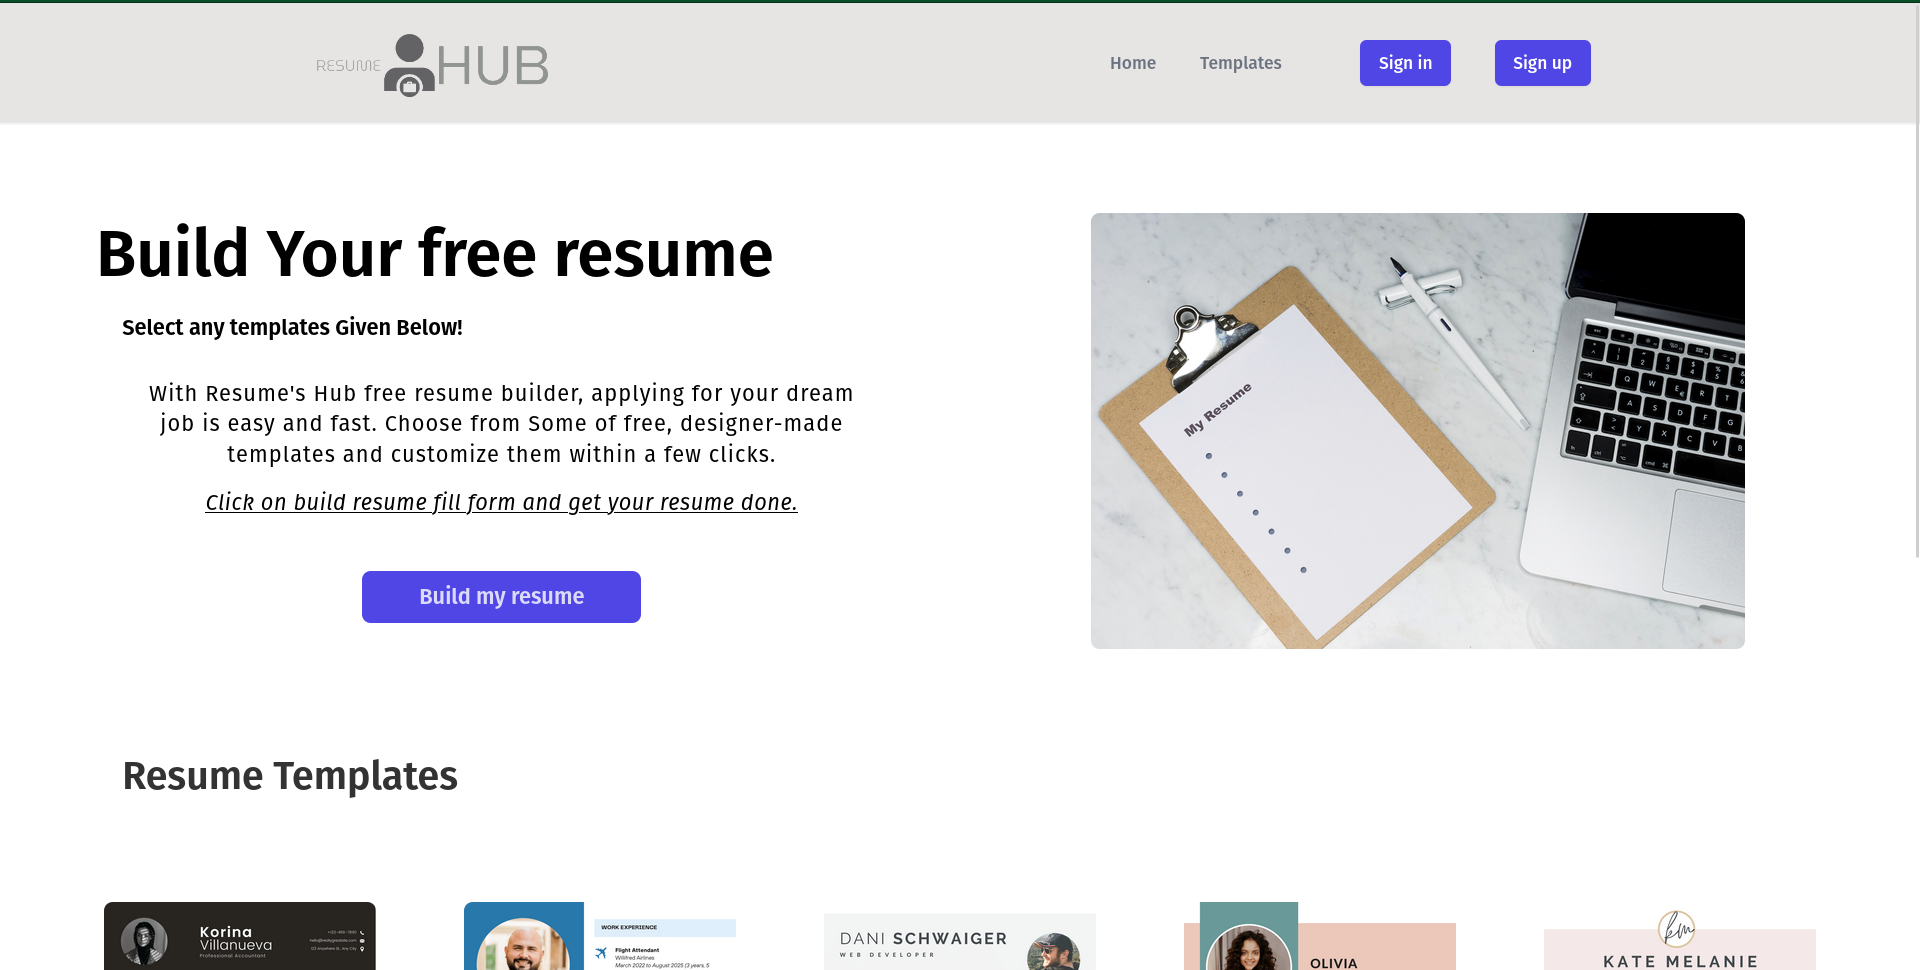 RESUME HUB
Home
Templates
Sign in
Sign up
Build Your free resume
Select any templates Given Below!
With Resume's Hub free resume builder, applying for your dream
job is easy and fast. Choose from Some of free, designer-made
templates and customize them within a few clicks.
Click on build resume fill form and get your resume done.
Build my resume
My Resume
Resume Templates
Korina
Villanueva
Professional Accountant
WORK EXPERIENCE
Flight Attendant
Willifred Airlines
March 2022 to August 2025 (3 years, 5
DANI SCHWAIGER
WEB DEVELOPER
OLIVIA
km
KATE MELANIE